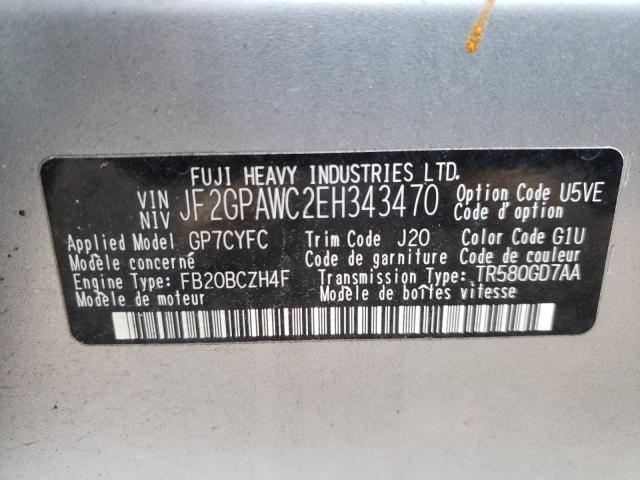 FUJI HEAVY INDUSTRIES LTD.
VIN JF2GPAWC2EH343470 Option Code U5VE
NIV Code d'option
Applied Model GP7CYFC Trim Code J20 Color Code G1U
Modèle concerné Code de garniture Code de couleur
Engine Type: FB20BCZH4F Transmission Type: TR580GD7AA
Modèle de moteur Modèle de boîtes vitesse